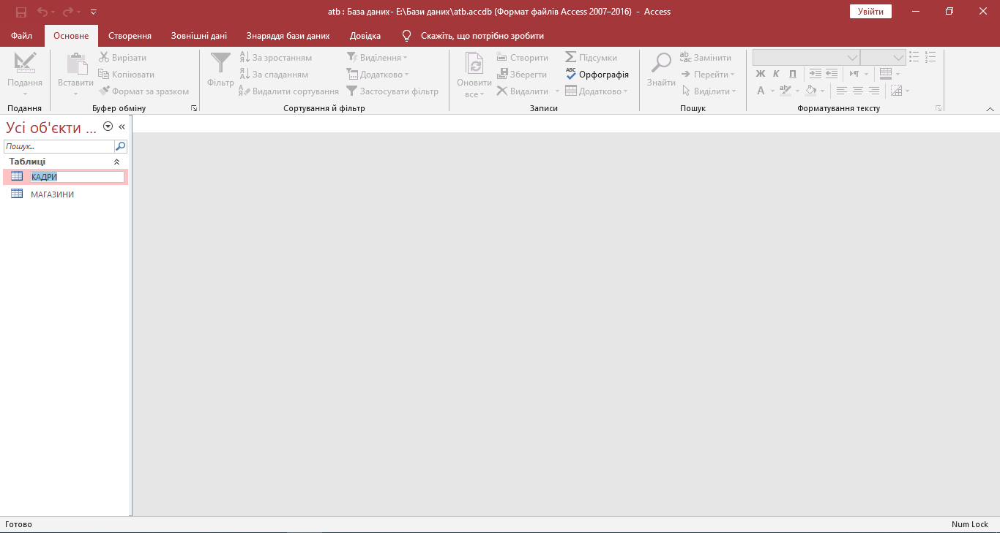 atb : База даних- E:\Бази даних\atb.accdb (Формат файлів Access 2007–2016) - Access
Увійти
Файл Основне Створення Зовнішні дані Знаряддя бази даних Довідка Скажіть, що потрібно зробити
Подання
Вставити
Вирізати
Копіювати
Формат за зразком
Фільтр
За зростанням
За спаданням
Видалити сортування
Виділення
Додатково
Застосувати фільтр
Оновити
все
Створити
Зберегти
Видалити
Підсумки
Орфографія
Додатково
Знайти
Замінити
Перейти
Виділити
Ж К П
А
Подання Буфер обміну Сортування й фільтр Записи Пошук Форматування тексту
Усі об'єкти ...
Пошук...
Таблиці
КАДРИ
МАГАЗИНИ
Готово
Num Lock